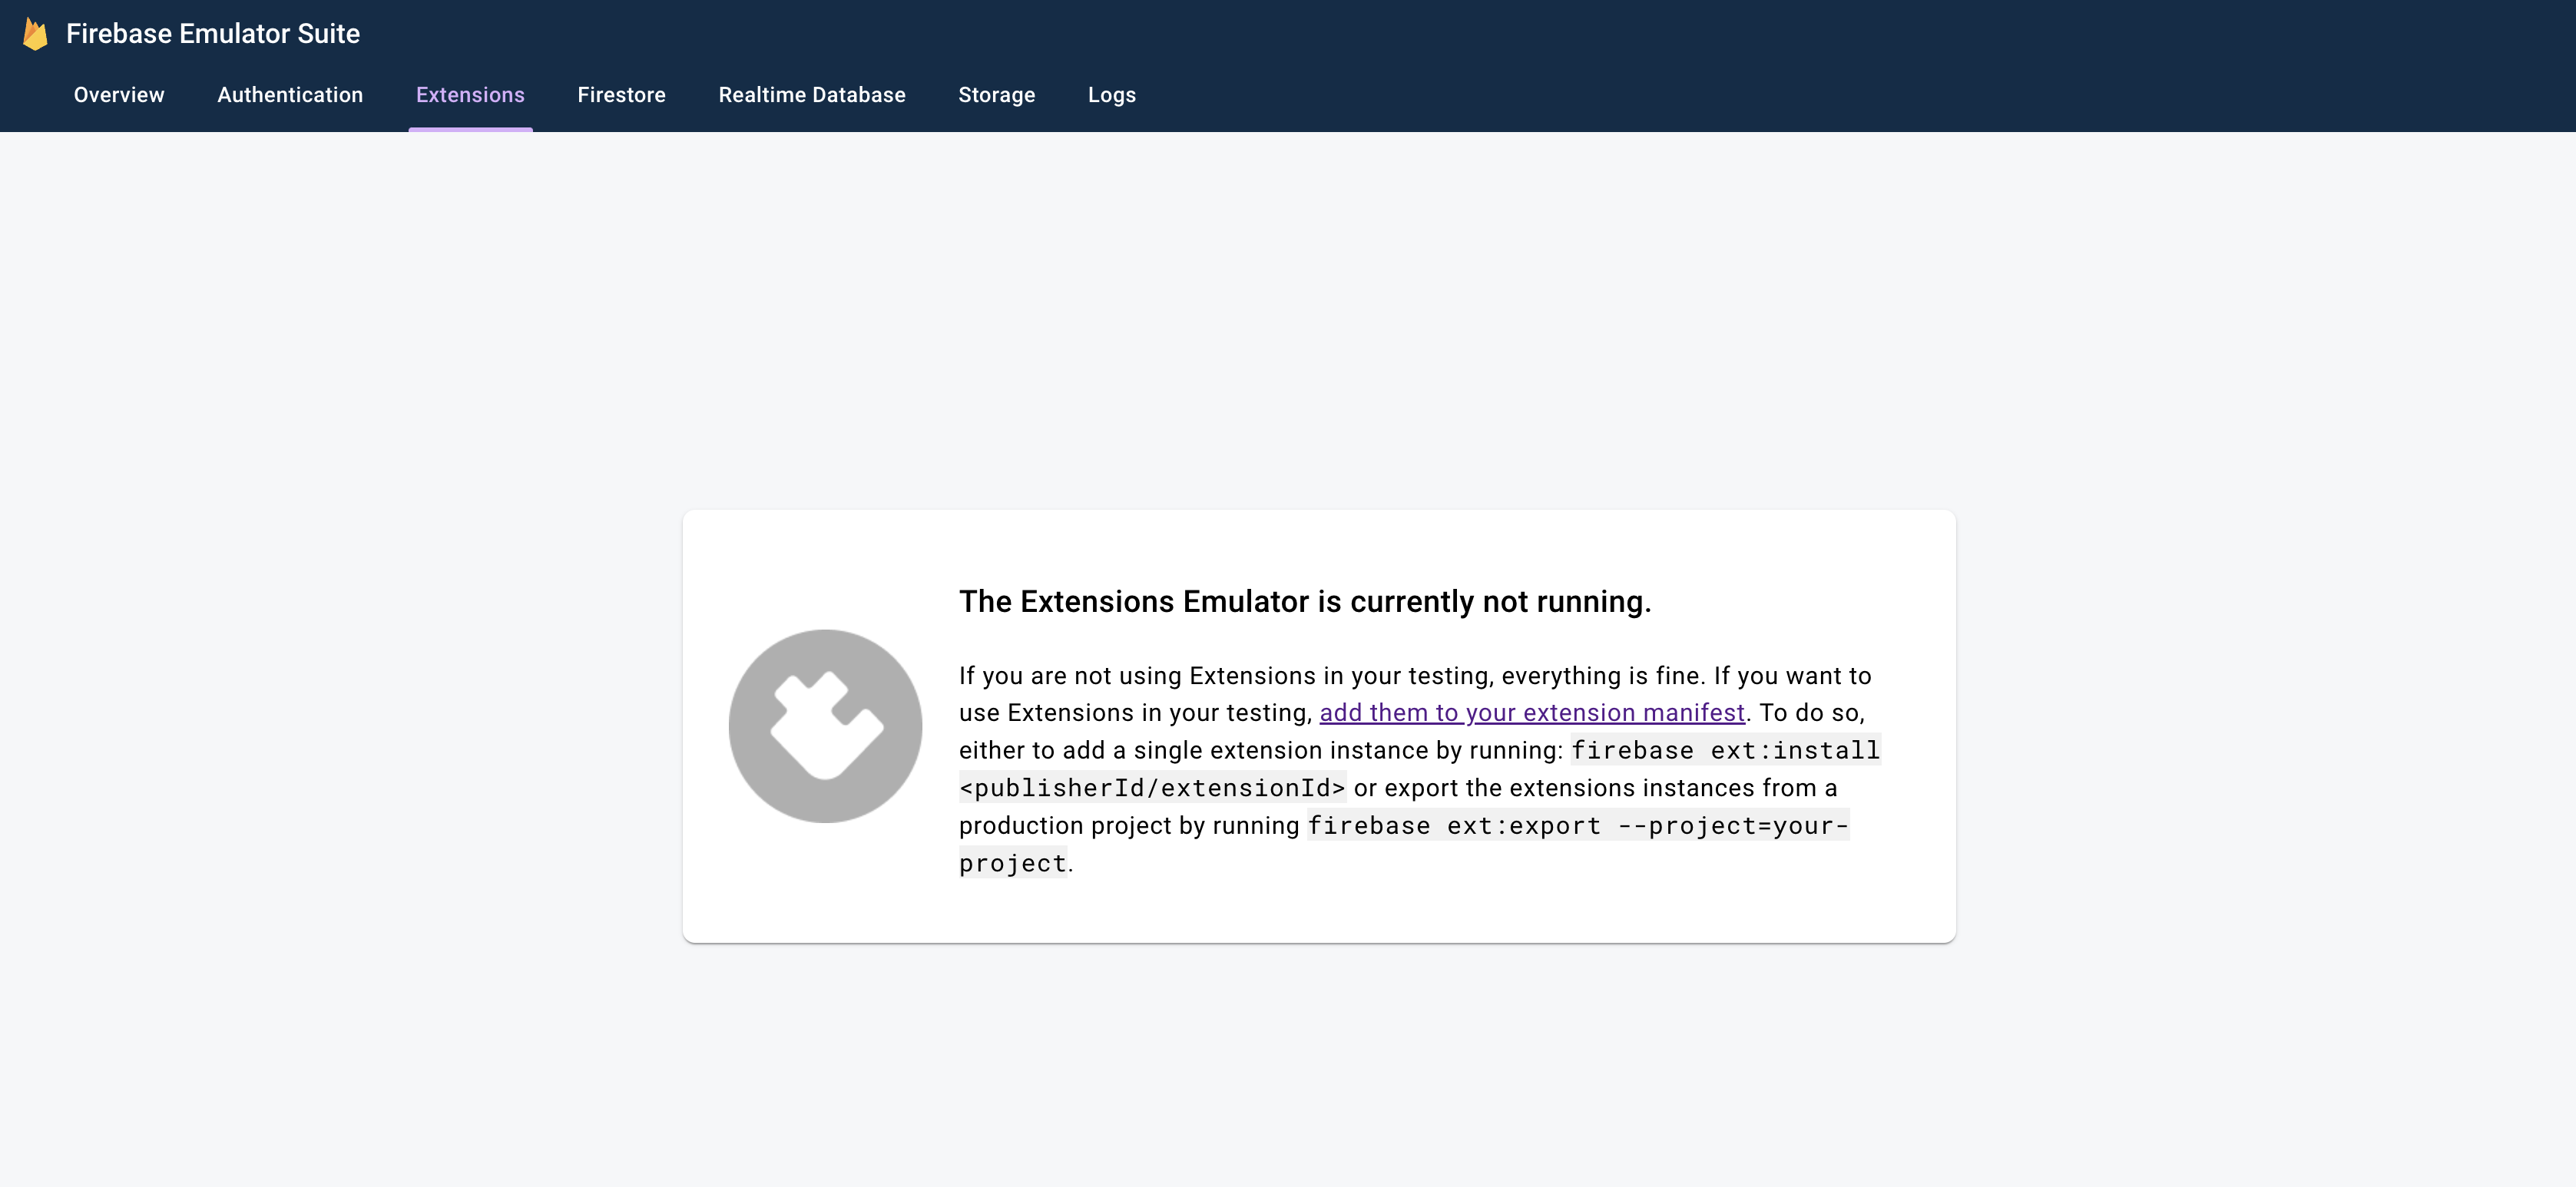 Firebase Emulator Suite
Overview Authentication Extensions Firestore Realtime Database Storage Logs
The Extensions Emulator is currently not running.
If you are not using Extensions in your testing, everything is fine. If you want to
use Extensions in your testing, add them to your extension manifest. To do so,
either to add a single extension instance by running: firebase ext:install
<publisherId/extensionId> or export the extensions instances from a
production project by running firebase ext:export --project=your-
project.